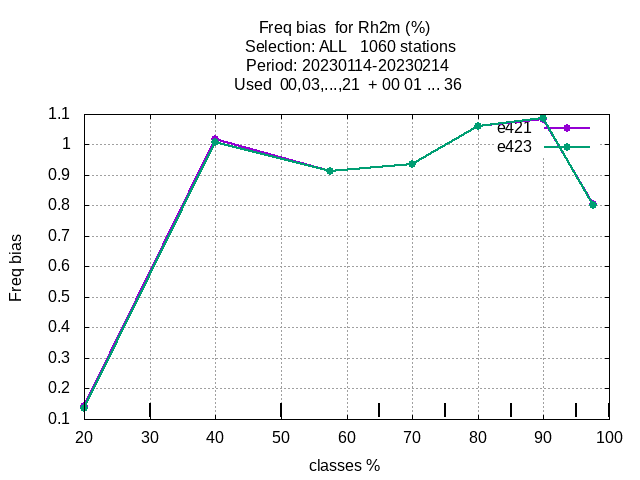 Freq bias  for Rh2m (%)
Selection: ALL   1060 stations
Period: 20230114-20230214
Used  00,03,...,21  + 00 01 ... 36
1.1
1
0.9
0.8
0.7
0.6
0.5
0.4
0.3
0.2
0.1
Freq bias
e421
e423
20 30 40 50 60 70 80 90 100
classes %